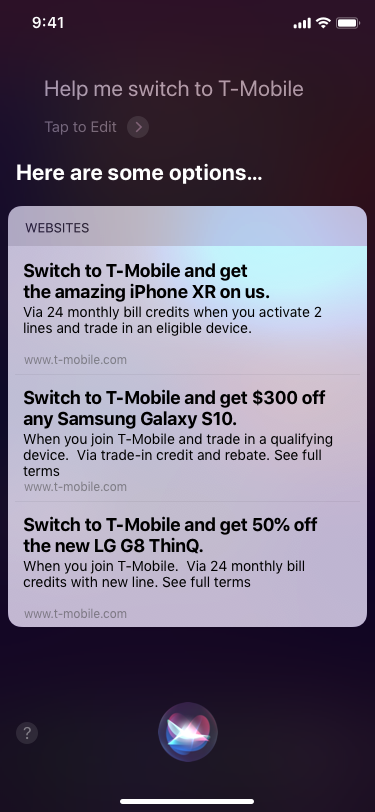 9:41
Help me switch to T-Mobile
Tap to Edit
Here are some options...
WEBSITES
Switch to T-Mobile and get
the amazing iPhone XR on us.
Via 24 monthly bill credits when you activate 2
lines and trade in an eligible device.
www.t-mobile.com
Switch to T-Mobile and get $300 off
any Samsung Galaxy S10.
When you join T-Mobile and trade in a qualifying
device.  Via trade-in credit and rebate. See full
terms
www.t-mobile.com
Switch to T-Mobile and get 50% off
the new LG G8 ThinQ.
When you join T-Mobile.  Via 24 monthly bill
credits with new line. See full terms
www.t-mobile.com
?